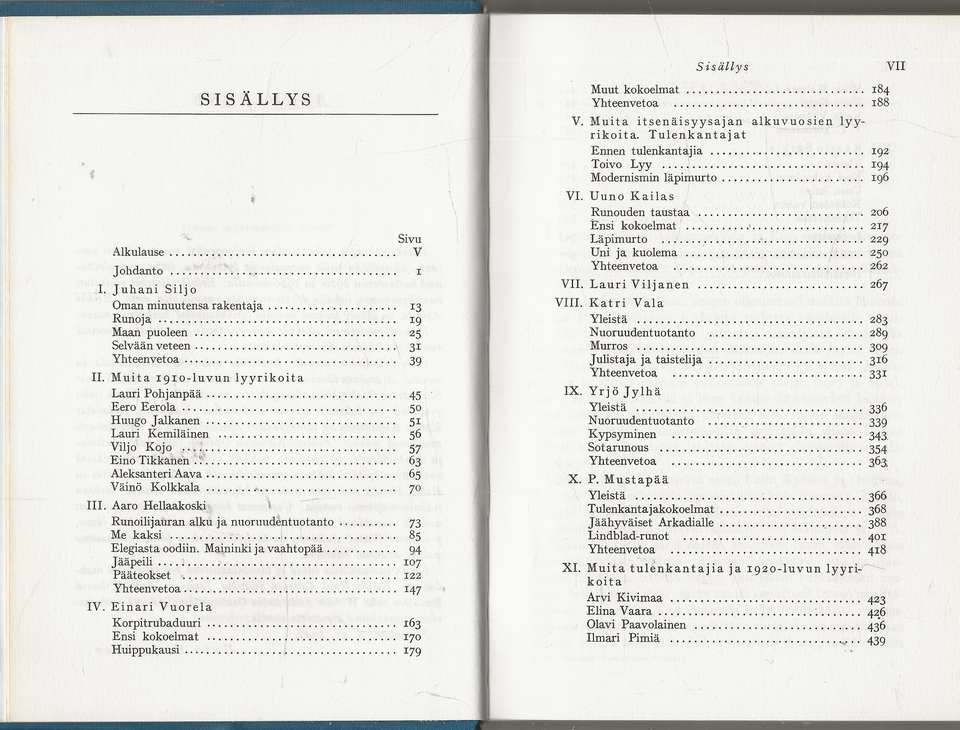 SISÄLLYS
Sivu
Alkulause ........ V
Johdanto ........ 1
I. Juhani Siljo
Oman minuutensa rakentaja ........ 13
Runoja ........ 19
Maan puoleen ........ 25
Selvään veteen ........ 31
Yhteenvetoa ........ 39
II. Muita 1910-luvun lyyrikoita
Lauri Pohjanpää ........ 45
Eero Eerola ........ 50
Huugo Jalkanen ........ 51
Lauri Kemiläinen ........ 56
Viljo Kojo ........ 57
Eino Tikkanen ........ 63
Aleksanteri Aava ........ 65
Väinö Kolkkala ........ 70
III. Aaro Hellaakoski
Runoilijauran alku ja nuoruudentuotanto ........ 73
Me kaksi ........ 85
Elegiasta oodiin. Maininki ja vaahtopää ........ 94
Jääpeili ........ 107
Pääteokset ........ 122
Yhteenvetoa ........ 147
IV. Einari Vuorela
Korpitrubaduuri ........ 163
Ensi kokoelmat ........ 170
Huippukausi ........ 179
Sisällys VII
Muut kokoelmat ........ 184
Yhteenvetoa ........ 188
V. Muita itsenäisyysajan alkuvuosien lyy-
rikoita. Tulenkantajat
Ennen tulenkantajia ........ 192
Toivo Lyy ........ 194
Modernismin läpimurto ........ 196
VI. Uuno Kailas
Runouden taustaa ........ 206
Ensi kokoelmat ........ 217
Läpimurto ........ 229
Uni ja kuolema ........ 250
Yhteenvetoa ........ 262
VII. Lauri Viljanen ........ 267
VIII. Katri Vala
Yleistä ........ 283
Nuoruudentuotanto ........ 289
Murros ........ 309
Julistaja ja taistelija ........ 316
Yhteenvetoa ........ 331
IX. Yrjö Jylhä
Yleistä ........ 336
Nuoruudentuotanto ........ 339
Kypsyminen ........ 343
Sotarunous ........ 354
Yhteenvetoa ........ 363
X. P. Mustapää
Yleistä ........ 366
Tulenkantajakokoelmat ........ 368
Jäähyväiset Arkadialle ........ 388
Lindblad-runot ........ 401
Yhteenvetoa ........ 418
XI. Muita tulenkantajia ja 1920-luvun lyyri-
koita
Arvi Kivimaa ........ 423
Elina Vaara ........ 426
Olavi Paavolainen ........ 436
Ilmari Pimiä ........ 439